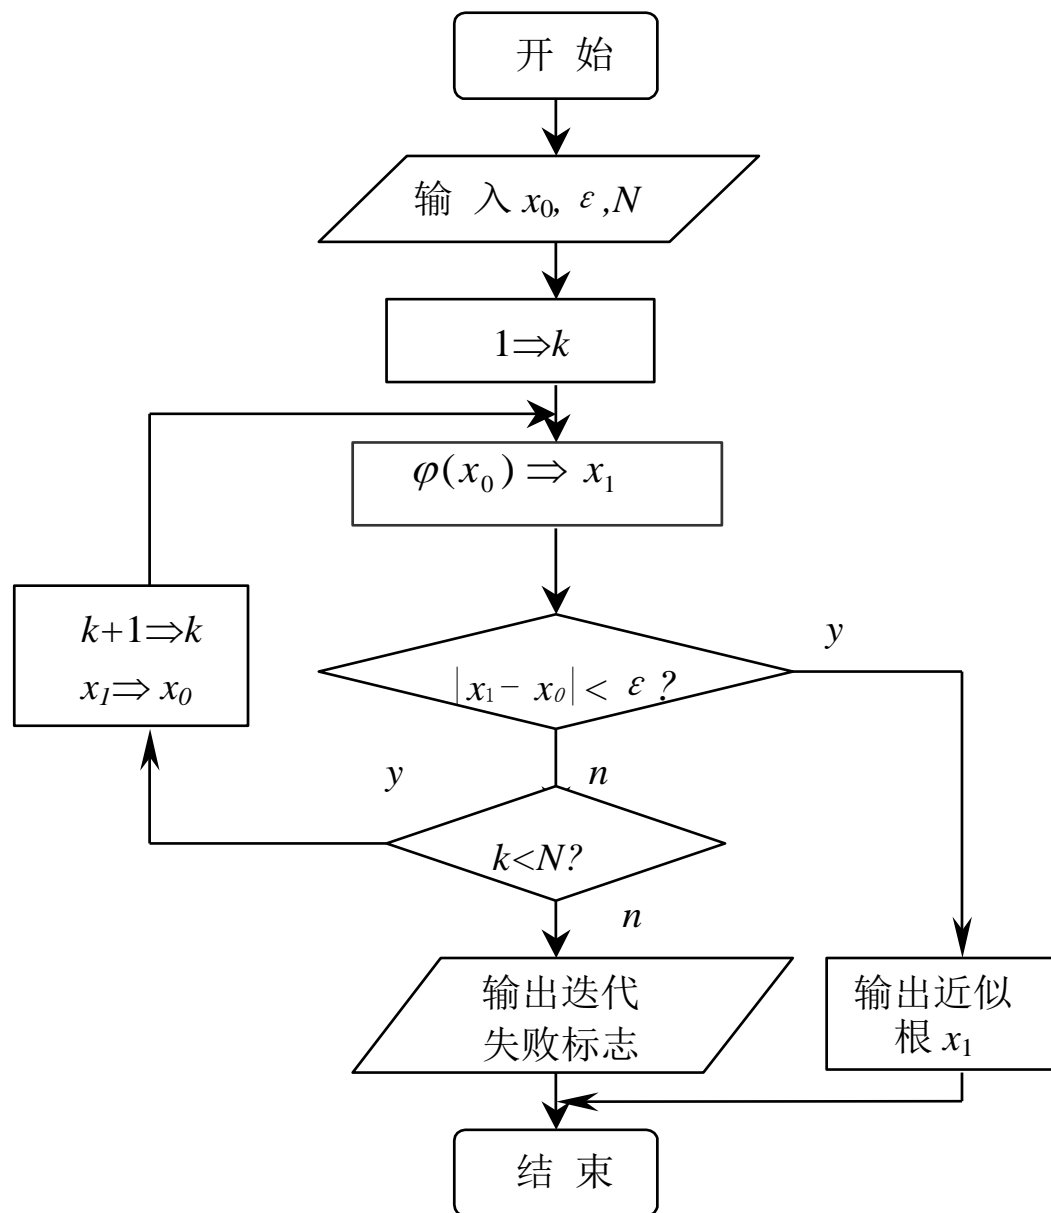 开 始
输 入 x₀, ε,N
1⇒k
φ(x₀) ⇒ x₁
k+1⇒k
x₁⇒ x₀
y
|x₁− x₀| < ε ?
y
n
k<N?
n
输出迭代
失败标志
输出近似
根 x₁
结 束